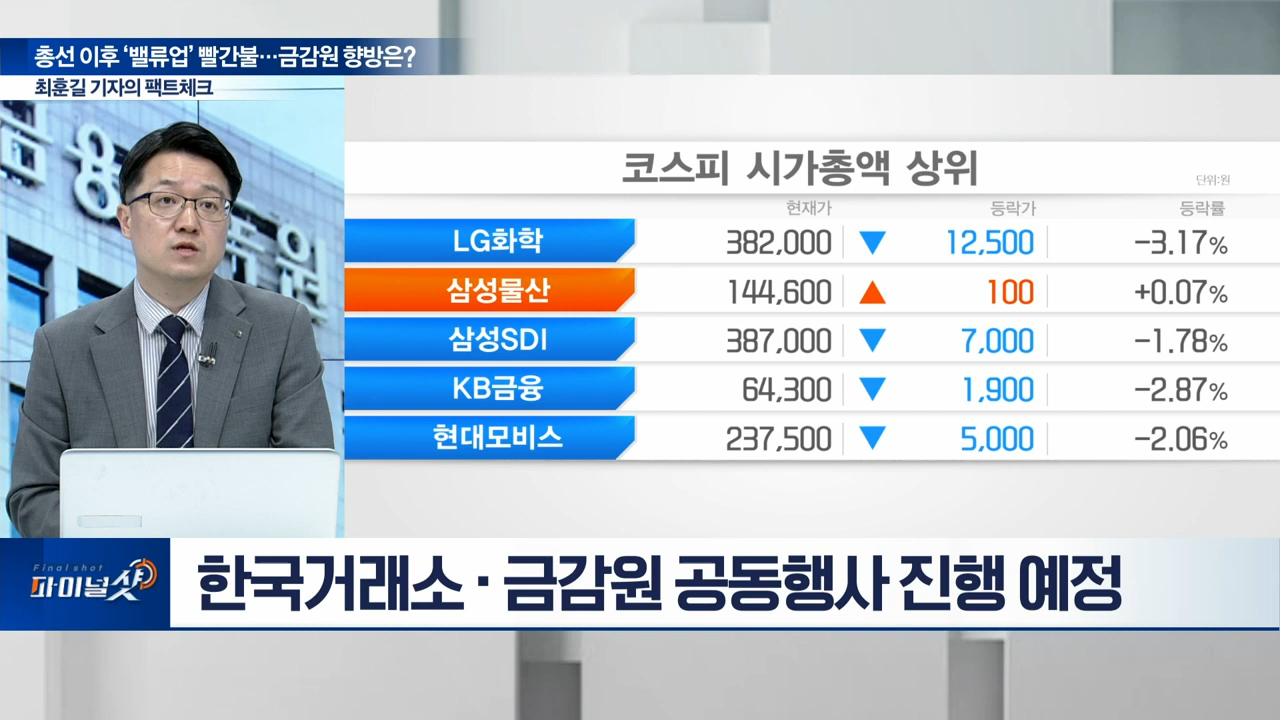 총선 이후 ‘밸류업’ 빨간불…금감원 향방은?
최훈길 기자의 팩트체크
금융
원
코스피 시가총액 상위
단위:원
현재가 등락가 등락률
LG화학 382,000 ▼ 12,500 -3.17%
삼성물산 144,600 ▲ 100 +0.07%
삼성SDI 387,000 ▼ 7,000 -1.78%
KB금융 64,300 ▼ 1,900 -2.87%
현대모비스 237,500 ▼ 5,000 -2.06%
Final shot
파이널샷
한국거래소·금감원 공동행사 진행 예정